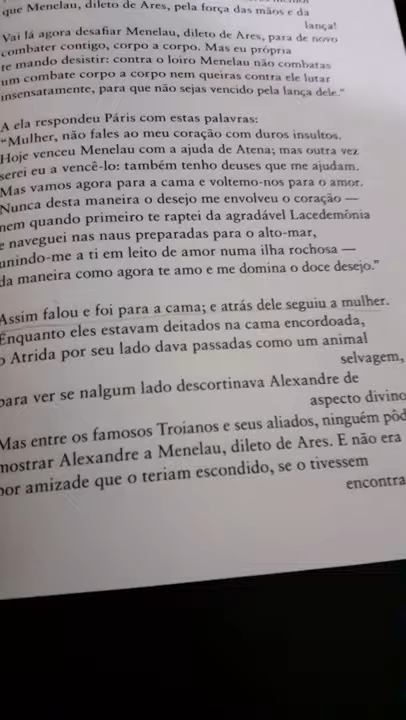 que Menelau, dileto de Ares, pela força das mãos e da
lança!
Vai lá agora desafiar Menelau, dileto de Ares, para de novo
combater contigo, corpo a corpo. Mas eu própria
te mando desistir: contra o loiro Menelau não combatas
um combate corpo a corpo nem queiras contra ele lutar
insensatamente, para que não sejas vencido pela lança dele."
A ela respondeu Páris com estas palavras:
"Mulher, não fales ao meu coração com duros insultos.
Hoje venceu Menelau com a ajuda de Atena; mas outra vez
serei eu a vencê-lo: também tenho deuses que me ajudam.
Mas vamos agora para a cama e voltemo-nos para o amor.
Nunca desta maneira o desejo me envolveu o coração —
nem quando primeiro te raptei da agradável Lacedemônia
e naveguei nas naus preparadas para o alto-mar,
unindo-me a ti em leito de amor numa ilha rochosa —
da maneira como agora te amo e me domina o doce desejo."
Assim falou e foi para a cama; e atrás dele seguiu a mulher.
Enquanto eles estavam deitados na cama encordoada,
o Atrida por seu lado dava passadas como um animal
selvagem,
para ver se nalgum lado descortinava Alexandre de
aspecto divino
Mas entre os famosos Troianos e seus aliados, ninguém pôd
mostrar Alexandre a Menelau, dileto de Ares. E não era
por amizade que o teriam escondido, se o tivessem
encontra